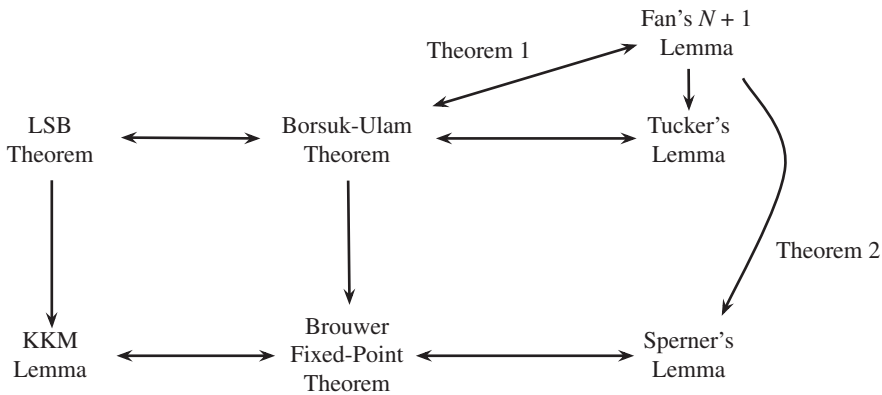 Fan's N + 1
Lemma
Theorem 1
LSB
Theorem
Borsuk-Ulam
Theorem
Tucker's
Lemma
Theorem 2
KKM
Lemma
Brouwer
Fixed-Point
Theorem
Sperner's
Lemma